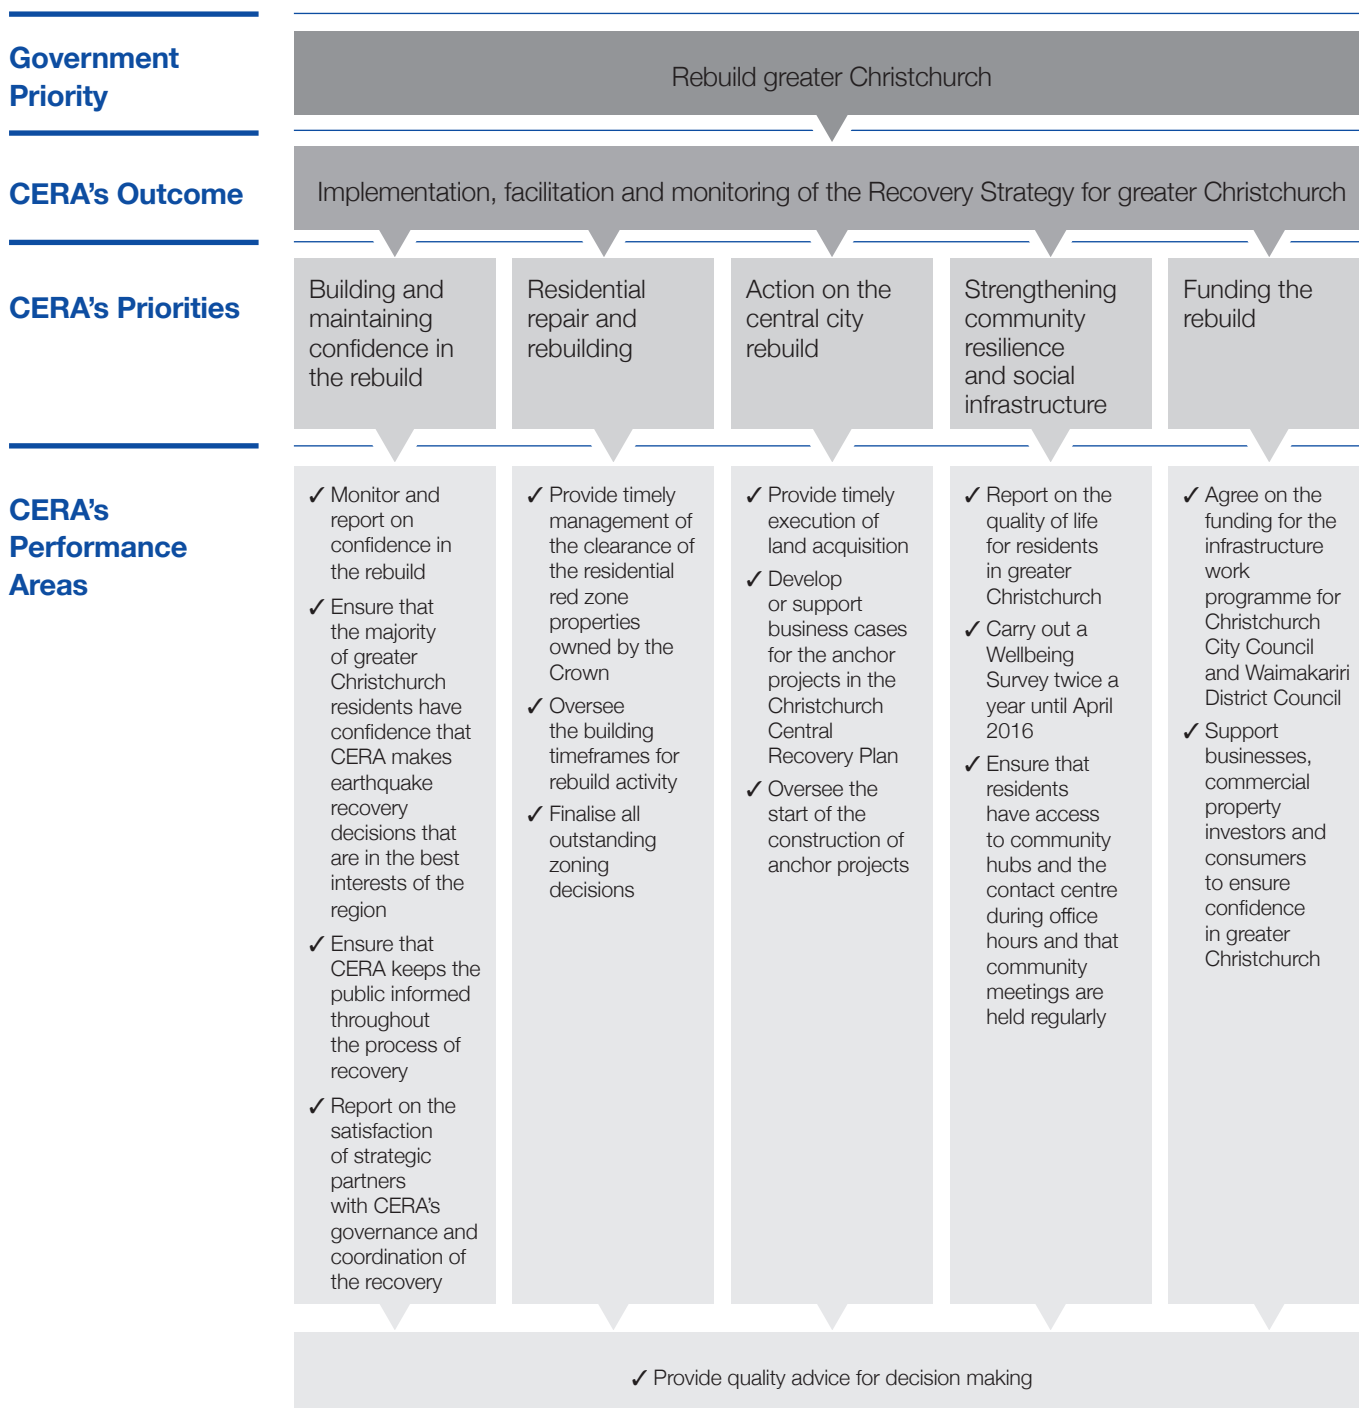 Government
Priority
Rebuild greater Christchurch
CERA’s Outcome
Implementation, facilitation and monitoring of the Recovery Strategy for greater Christchurch
CERA’s Priorities
Building and
maintaining
confidence in
the rebuild
Residential
repair and
rebuilding
Action on the
central city
rebuild
Strengthening
community
resilience
and social
infrastructure
Funding the
rebuild
CERA’s
Performance
Areas
✓ Monitor and
report on
confidence in
the rebuild
✓ Ensure that
the majority
of greater
Christchurch
residents have
confidence that
CERA makes
earthquake
recovery
decisions that
are in the best
interests of the
region
✓ Ensure that
CERA keeps the
public informed
throughout
the process of
recovery
✓ Report on the
satisfaction
of strategic
partners
with CERA’s
governance and
coordination of
the recovery
✓ Provide timely
management of
the clearance of
the residential
red zone
properties
owned by the
Crown
✓ Oversee
the building
timeframes for
rebuild activity
✓ Finalise all
outstanding
zoning
decisions
✓ Provide timely
execution of
land acquisition
✓ Develop
or support
business cases
for the anchor
projects in the
Christchurch
Central
Recovery Plan
✓ Oversee the
start of the
construction of
anchor projects
✓ Report on the
quality of life
for residents
in greater
Christchurch
✓ Carry out a
Wellbeing
Survey twice a
year until April
2016
✓ Ensure that
residents
have access
to community
hubs and the
contact centre
during office
hours and that
community
meetings are
held regularly
✓ Agree on the
funding for the
infrastructure
work
programme for
Christchurch
City Council
and Waimakariri
District Council
✓ Support
businesses,
commercial
property
investors and
consumers
to ensure
confidence
in greater
Christchurch
✓ Provide quality advice for decision making